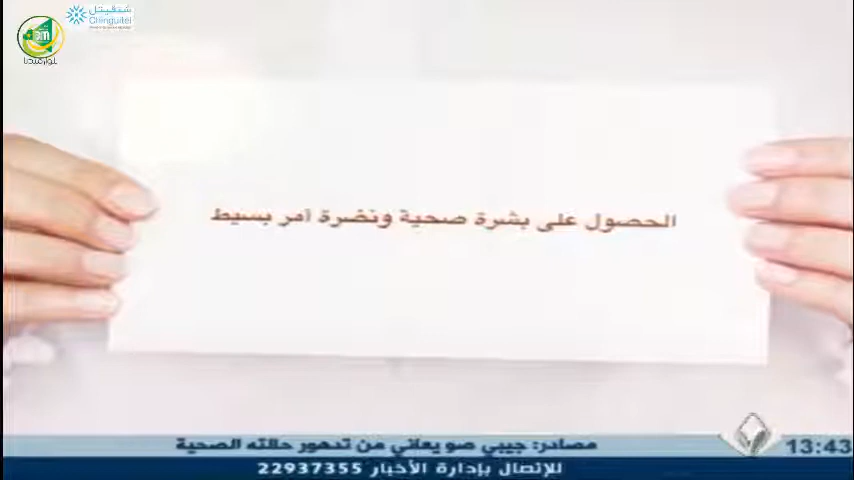 شنقيتل
Chinguitel
الحصول على بشرة صحية ونضرة أمر بسيط
مصادر: جيبي صو يعاني من تدهور حالته الصحية
13:43
للإتصال بإدارة الأخبار 22937355